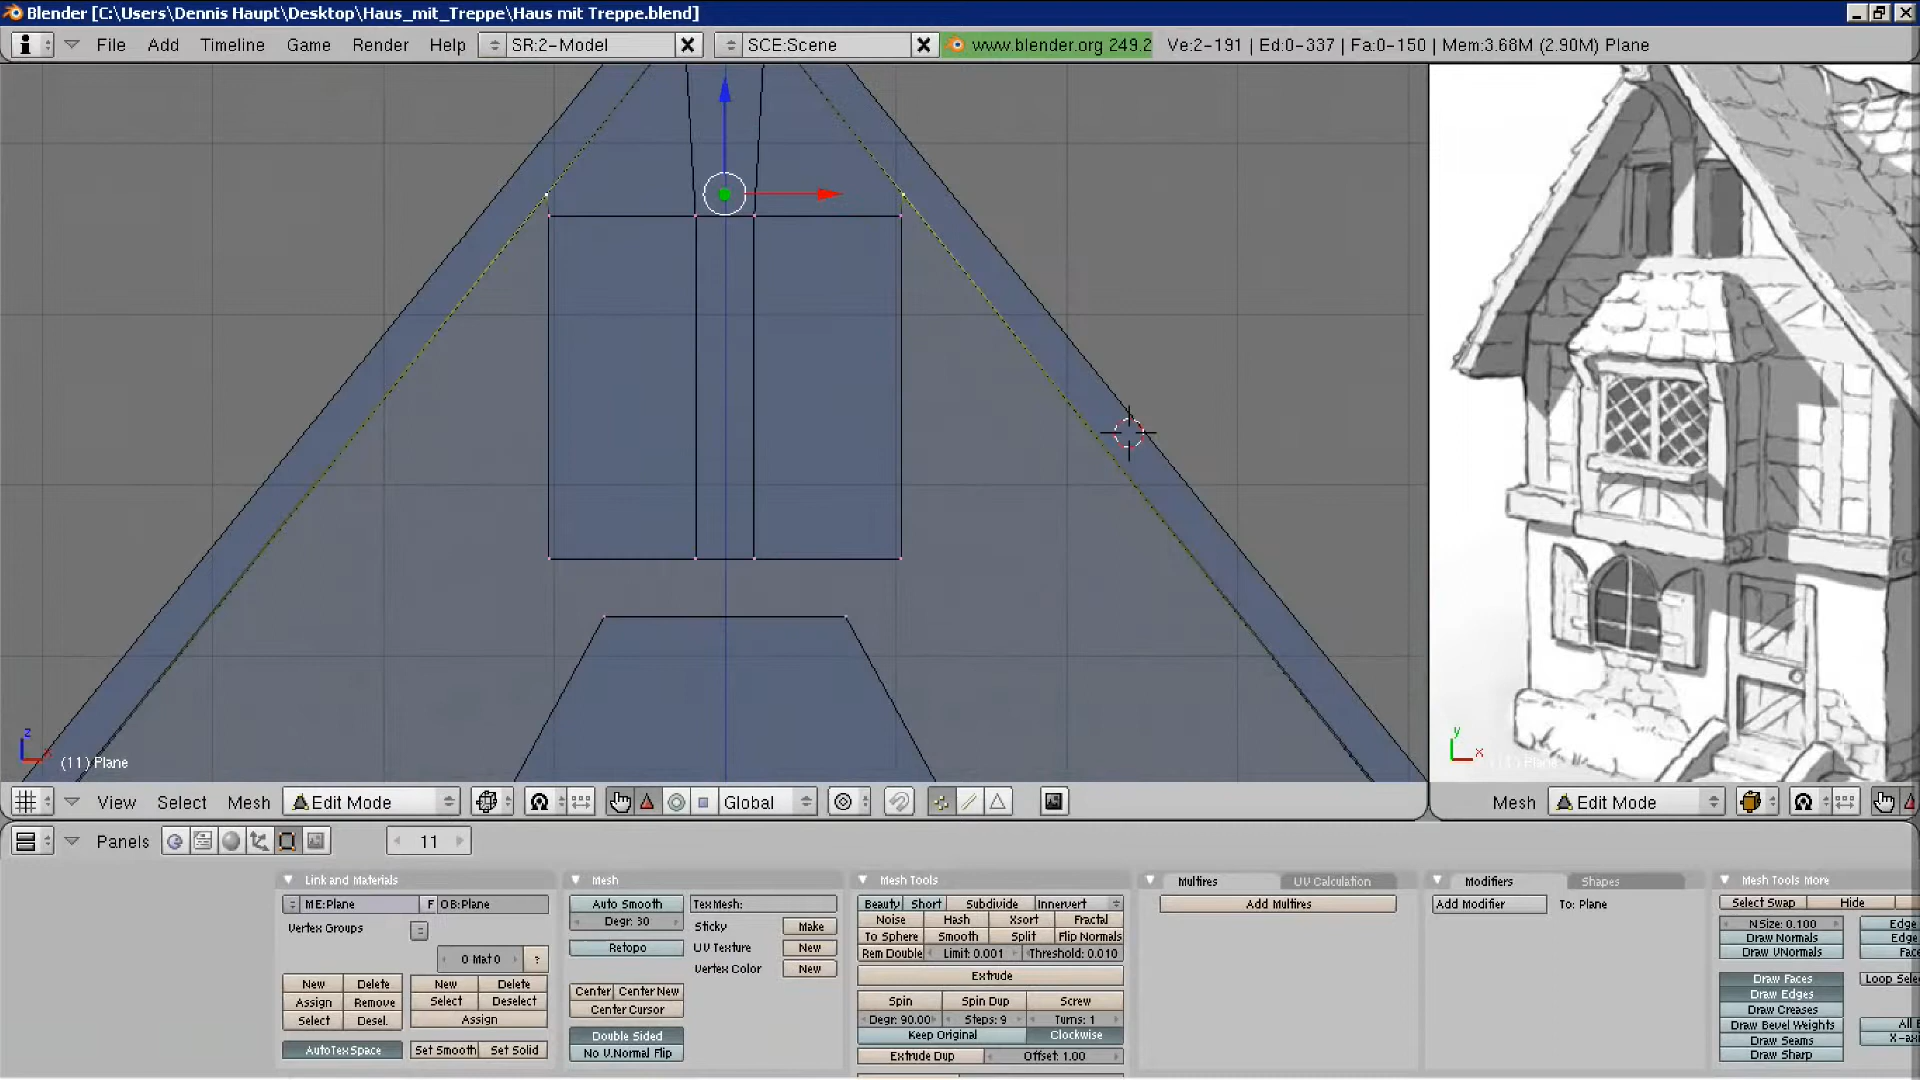 Blender [C:\Users\Dennis Haupt\Desktop\Haus_mit_Treppe\Haus mit Treppe.blend]
File Add Timeline Game Render Help SR:2-Model SCE:Scene www.blender.org 249.2 Ve:2-191 | Ed:0-337 | Fa:0-150 | Mem:3.68M (2.90M) Plane
z
(11) Plane
y
x
View Select Mesh Edit Mode Global
Mesh Edit Mode
Panels 11
Link and Materials
ME:Plane F OB:Plane
Vertex Groups
0 Mat 0 ?
New Delete New Delete
Assign Remove Select Deselect
Select Desel. Assign
AutoTexSpace Set Smooth Set Solid
Mesh
Auto Smooth TexMesh:
Degr: 30 Sticky Make
Retopo UV Texture New
Vertex Color New
Center Center New
Center Cursor
Double Sided
No V.Normal Flip
Mesh Tools
Beauty Short Subdivide Innervert
Noise Hash Xsort Fractal
To Sphere Smooth Split Flip Normals
Rem Double Limit: 0.001 Threshold: 0.010
Extrude
Spin Spin Dup Screw
Degr: 90.00 Steps: 9 Turns: 1
Keep Original Clockwise
Extrude Dup Offset: 1.00
Multires UV Calculation
Add Multires
Modifiers Shapes
Add Modifier To: Plane
Mesh Tools More
Select Swap Hide
NSize: 0.100 Edge
Draw Normals Edge
Draw VNormals Face
Draw Faces Loop Selec
Draw Edges
Draw Creases
Draw Bevel Weights All E
Draw Seams X-axi
Draw Sharp